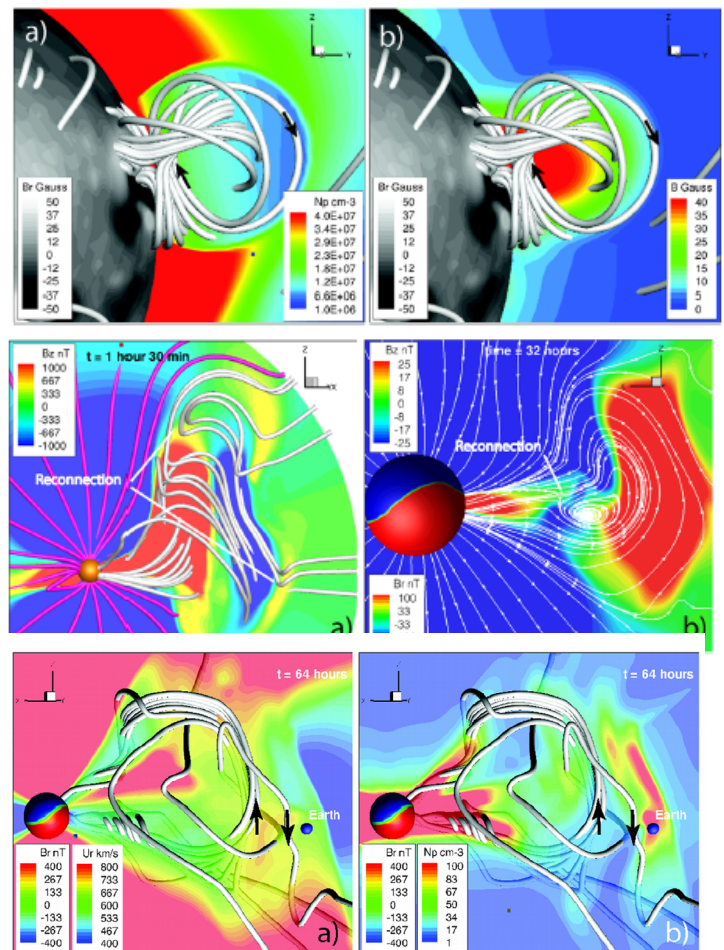 a)
Z
Y
Br Gauss
50
37
25
12
0
-12
-25
-37
-50
Np cm-3
4.0E+07
3.4E+07
2.9E+07
2.3E+07
1.8E+07
1.2E+07
6.6E+06
1.0E+06
b)
Z
Y
Br Gauss
50
37
25
12
0
-12
-25
-37
-50
B Gauss
40
35
30
25
20
15
10
5
0
Bz nT
1000
667
333
0
-333
-667
-1000
t = 1 hour 30 min
Z
Reconnection
a)
Bz nT
25
17
8
0
-8
-17
-25
time = 32 hours
Z
Reconnection
Br nT
100
33
-33
b)
t = 64 hours
Earth
Br nT
400
267
133
0
-133
-267
-400
Ur km/s
800
733
667
600
533
467
400
a)
t = 64 hours
Earth
Br nT
400
267
133
0
-133
-267
-400
Np cm-3
100
83
67
50
34
17
1
b)